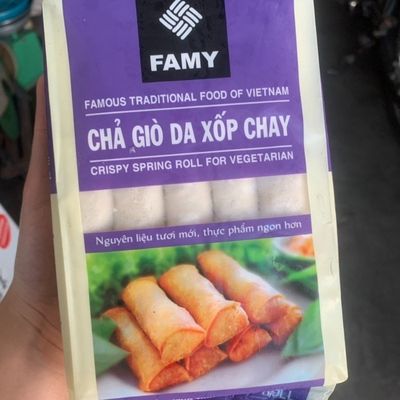 FAMY
FAMOUS TRADITIONAL FOOD OF VIETNAM
CHẢ GIÒ DA XỐP CHAY
CRISPY SPRING ROLL FOR VEGETARIAN
Nguyên liệu tươi mới, thực phẩm ngon hơn